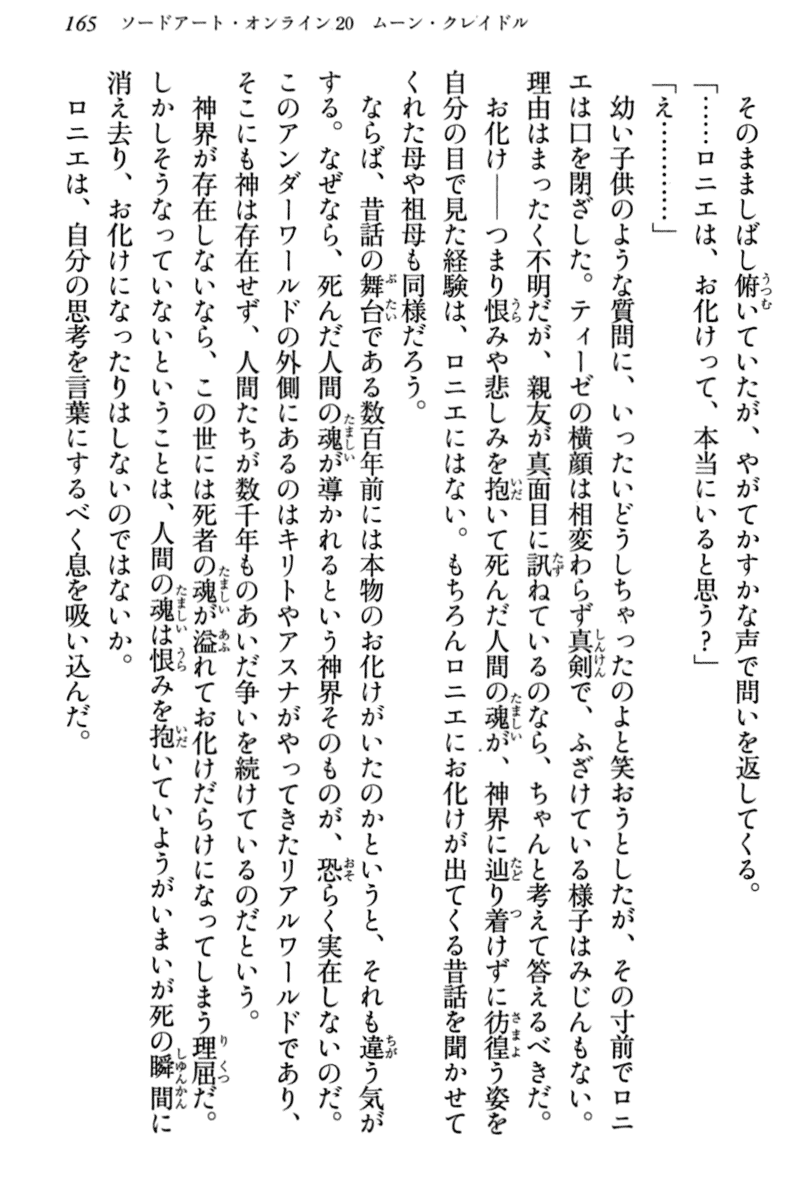 165　ソードアート・オンライン20　ムーン・クレイドル
そのまましばし俯いていたが、やがてかすかな声で問いを返してくる。
「……ロニエは、お化けって、本当にいると思う？」
「え…………」
幼い子供のような質問に、いったいどうしちゃったのよと笑おうとしたが、その寸前でロニ
エは口を閉ざした。ティーゼの横顔は相変わらず真剣で、ふざけている様子はみじんもない。
理由はまったく不明だが、親友が真面目に訊ねているのなら、ちゃんと考えて答えるべきだ。
お化け――つまり恨みや悲しみを抱いて死んだ人間の魂が、神界に辿り着けずに彷徨う姿を
自分の目で見た経験は、ロニエにはない。もちろんロニエにお化けが出てくる昔話を聞かせて
くれた母や祖母も同様だろう。
ならば、昔話の舞台である数百年前には本物のお化けがいたのかというと、それも違う気が
する。なぜなら、死んだ人間の魂が導かれるという神界そのものが、恐らく実在しないのだ。
このアンダーワールドの外側にあるのはキリトやアスナがやってきたリアルワールドであり、
そこにも神は存在せず、人間たちが数千年ものあいだ争いを続けているのだという。
神界が存在しないなら、この世には死者の魂が溢れてお化けだらけになってしまう理屈だ。
しかしそうなっていないということは、人間の魂は恨みを抱いていようがいまいが死の瞬間に
消え去り、お化けになったりはしないのではないか。
ロニエは、自分の思考を言葉にするべく息を吸い込んだ。